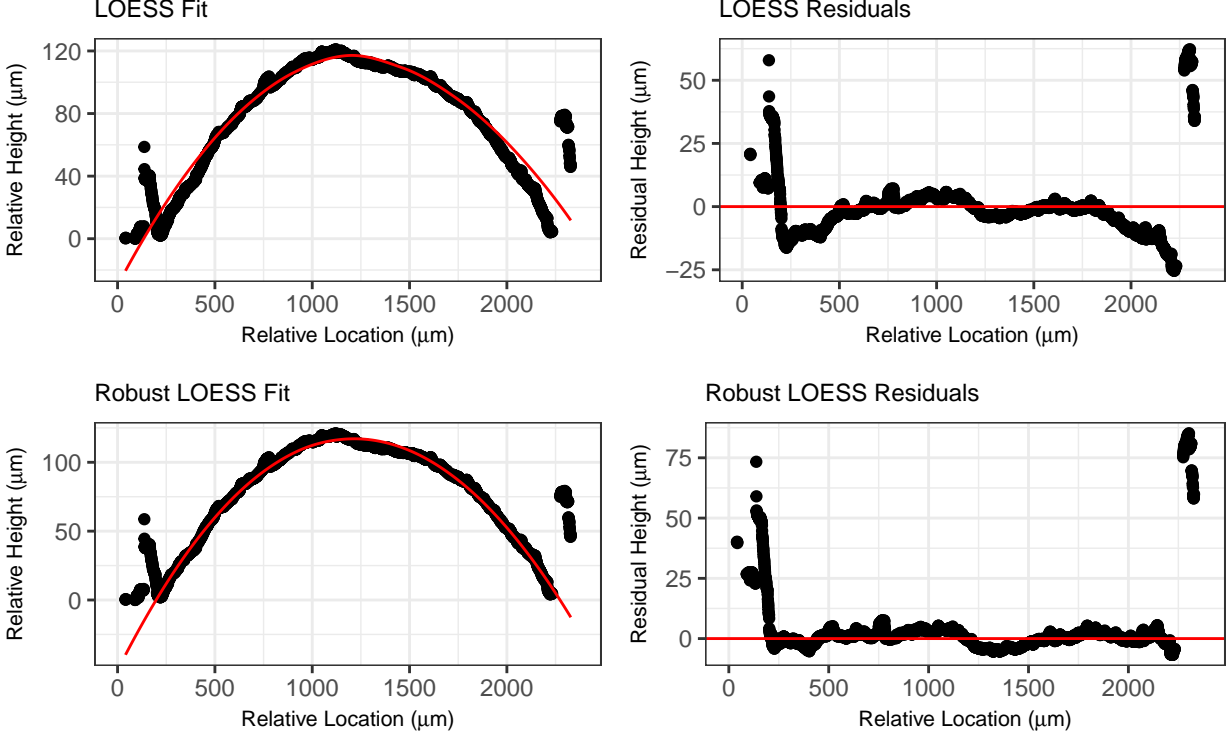 LOESS Fit
Relative Height (μm)
120
80
40
0
0 500 1000 1500 2000
Relative Location (μm)
LOESS Residuals
Residual Height (μm)
50
25
0
−25
0 500 1000 1500 2000
Relative Location (μm)
Robust LOESS Fit
Relative Height (μm)
100
50
0
0 500 1000 1500 2000
Relative Location (μm)
Robust LOESS Residuals
Residual Height (μm)
75
50
25
0
0 500 1000 1500 2000
Relative Location (μm)